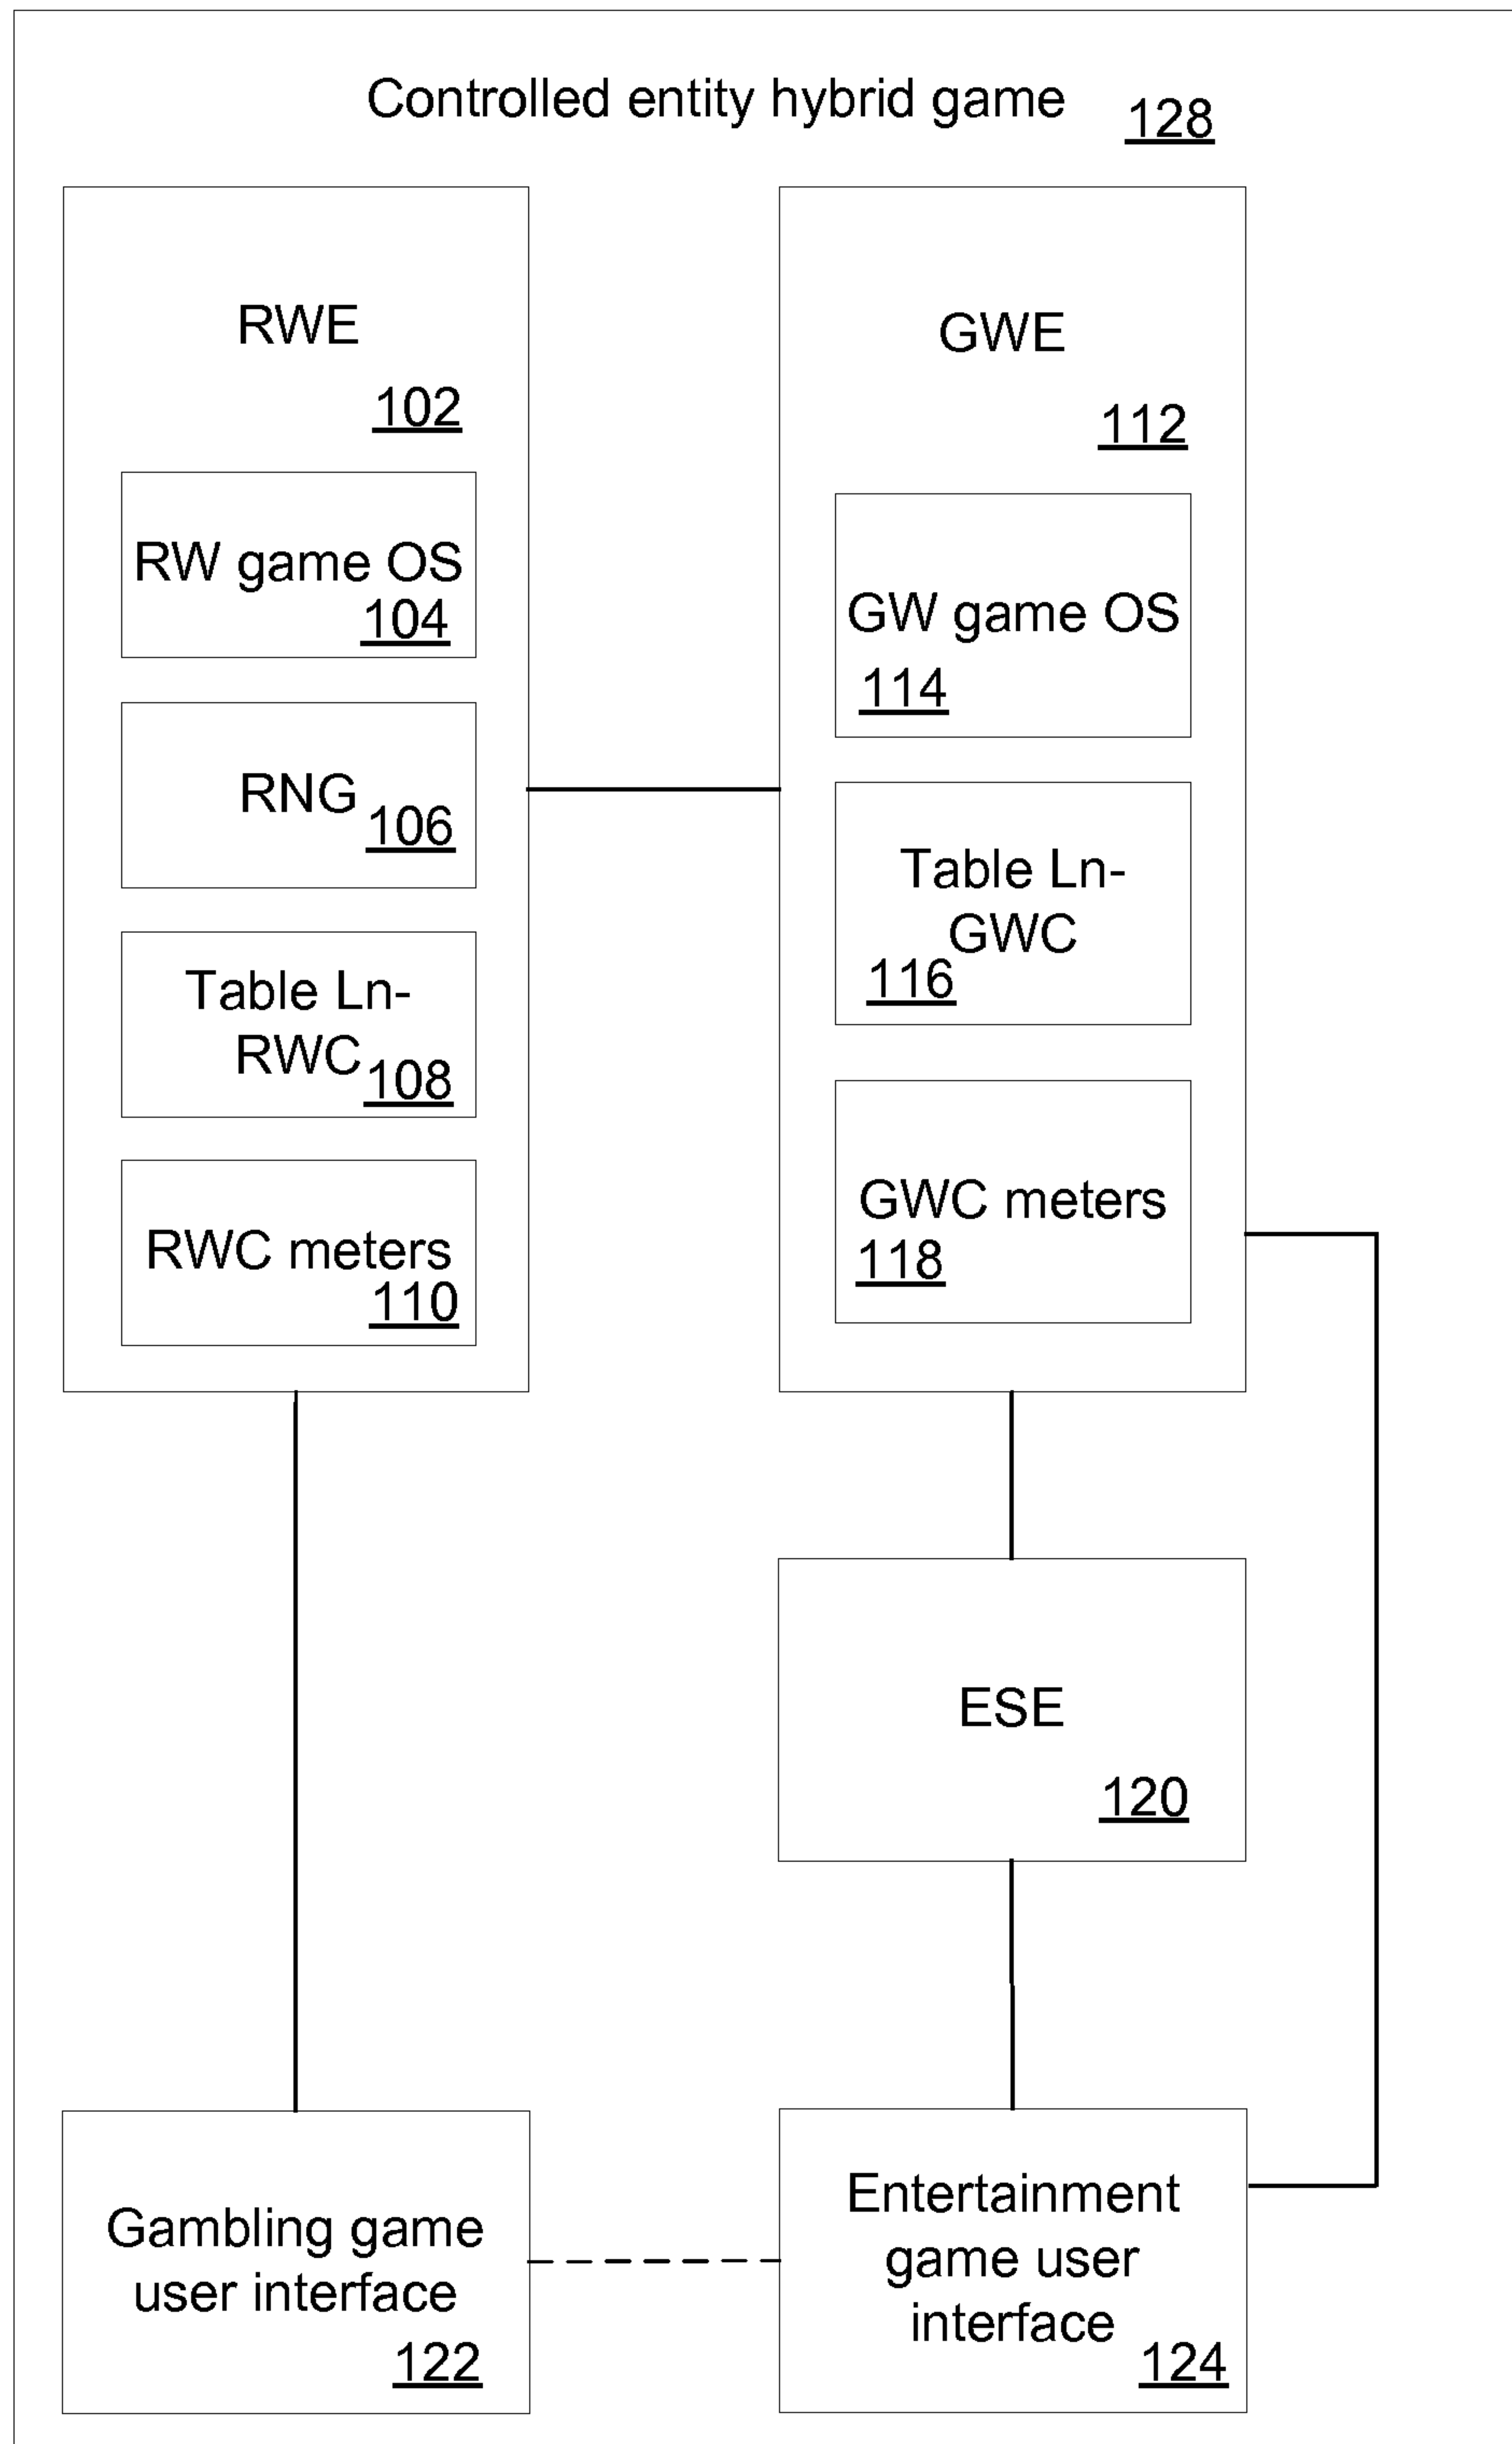 Controlled entity hybrid game
128
RWE
102
RW game OS
104
RNG
106
Table Ln-
RWC
108
RWC meters
110
GWE
112
GW game OS
114
Table Ln-
GWC
116
GWC meters
118
ESE
120
Gambling game
user interface
122
Entertainment
game user
interface
124